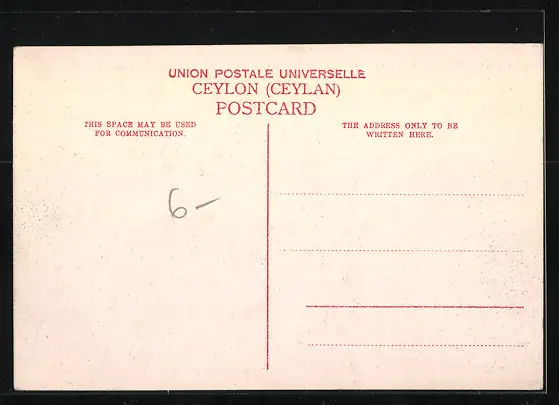 UNION POSTALE UNIVERSELLE
CEYLON (CEYLAN)
POSTCARD
THIS SPACE MAY BE USED
FOR COMMUNICATION.
THE ADDRESS ONLY TO BE
WRITTEN HERE.
6-